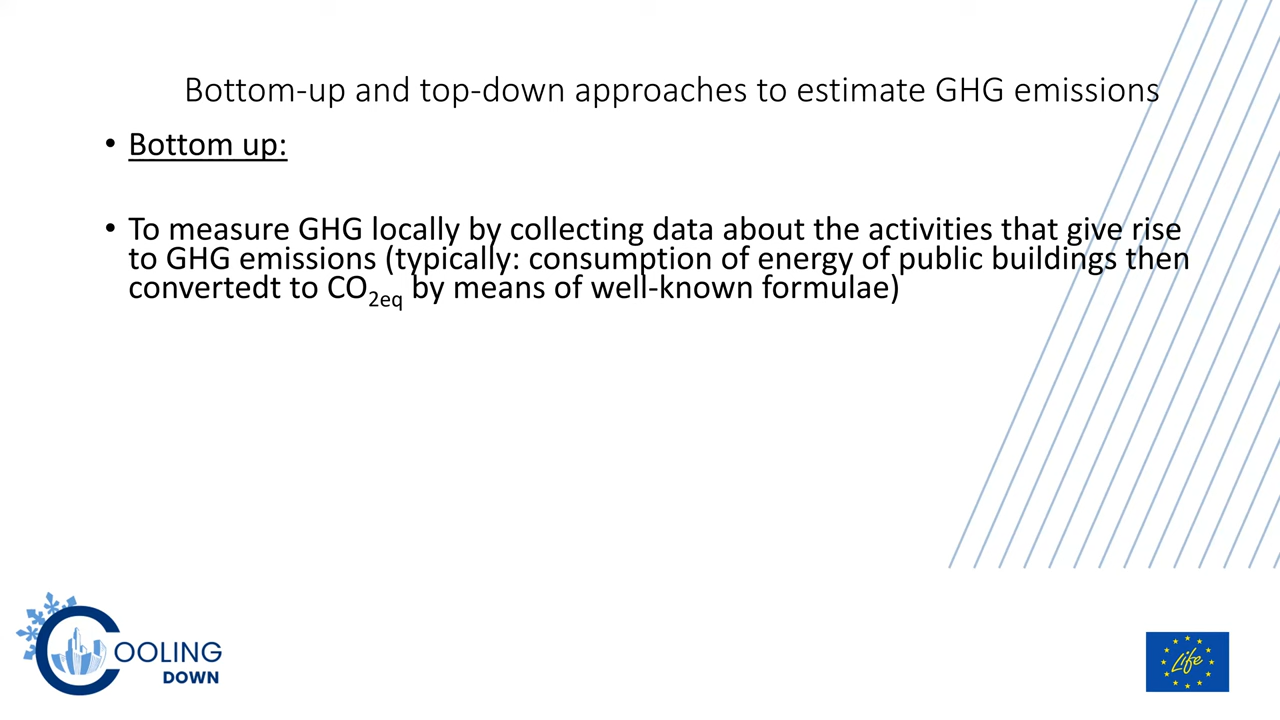 Bottom-up and top-down approaches to estimate GHG emissions
• Bottom up:
• To measure GHG locally by collecting data about the activities that give rise
to GHG emissions (typically: consumption of energy of public buildings then
convertedt to CO2eq by means of well-known formulae)
COOLING
DOWN
Life